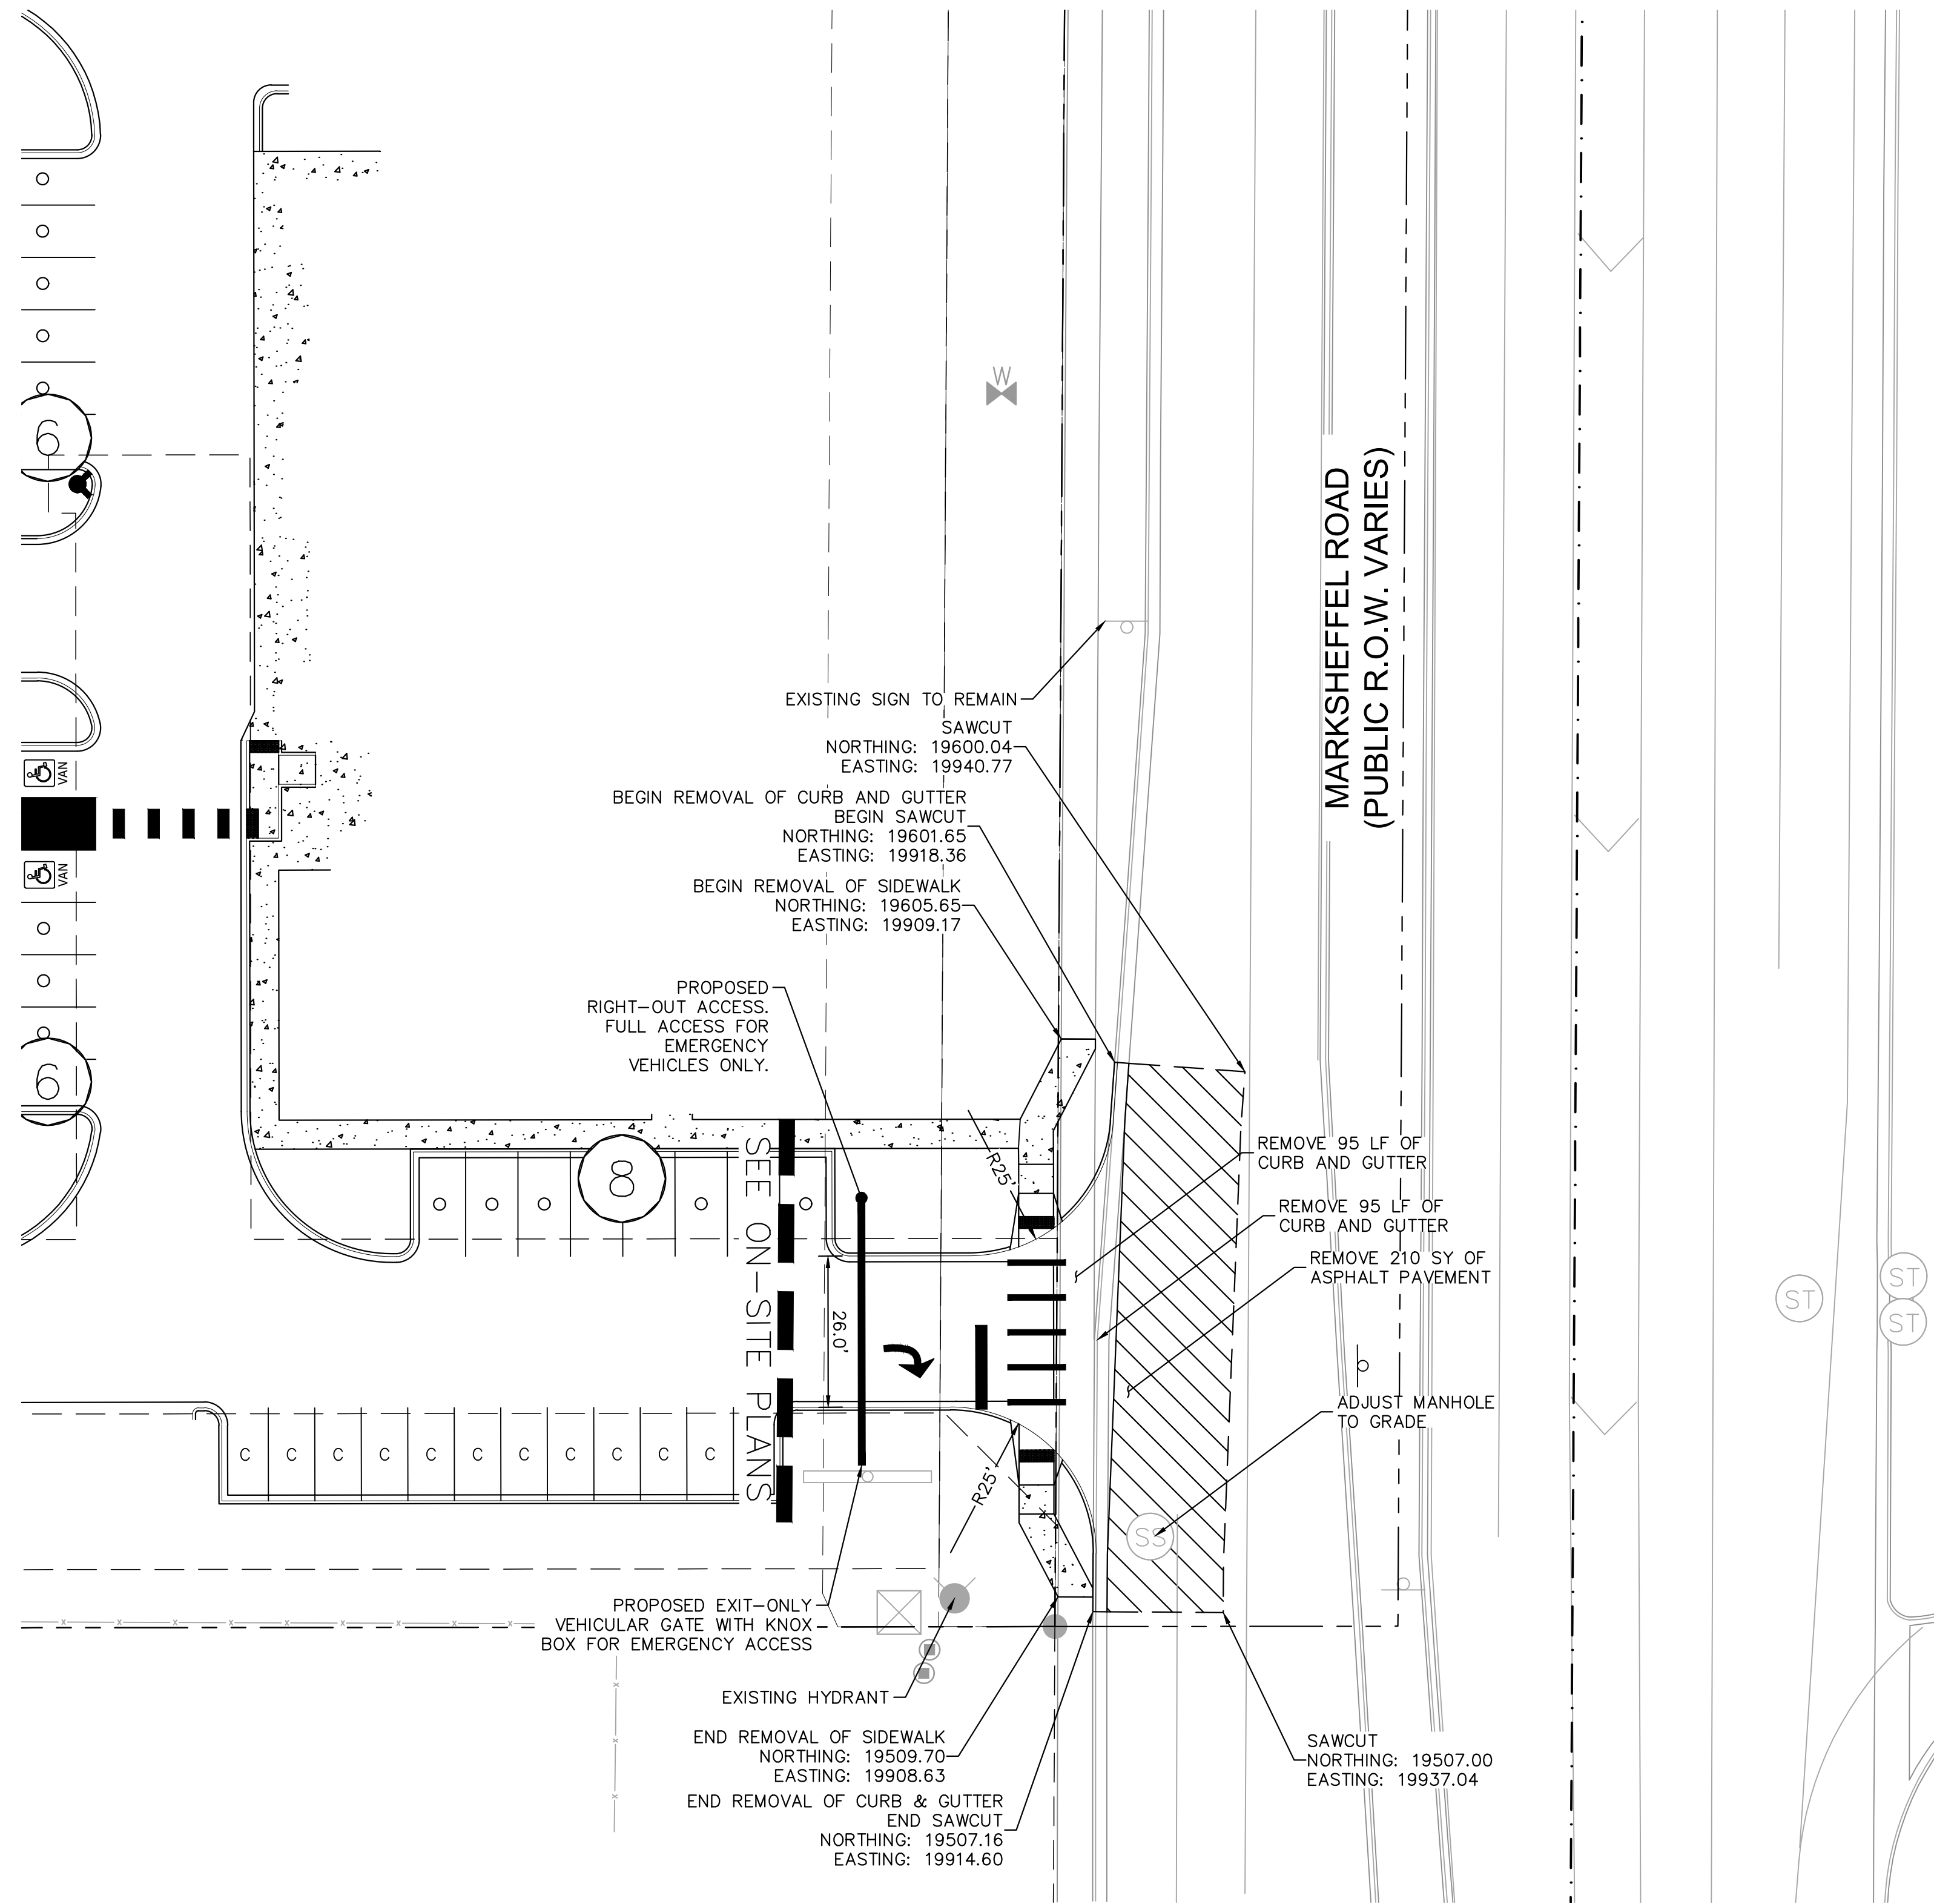 6
VAN
VAN
6
W
MARKSHEFFEL ROAD
(PUBLIC R.O.W. VARIES)
EXISTING SIGN TO REMAIN
SAWCUT
NORTHING: 19600.04
EASTING: 19940.77
BEGIN REMOVAL OF CURB AND GUTTER
BEGIN SAWCUT
NORTHING: 19601.65
EASTING: 19918.36
BEGIN REMOVAL OF SIDEWALK
NORTHING: 19605.65
EASTING: 19909.17
PROPOSED
RIGHT-OUT ACCESS.
FULL ACCESS FOR
EMERGENCY
VEHICLES ONLY.
8
SEE ON-SITE PLANS
R25'
26.0'
R25'
REMOVE 95 LF OF
CURB AND GUTTER
REMOVE 95 LF OF
CURB AND GUTTER
REMOVE 210 SY OF
ASPHALT PAVEMENT
ST
ST
ST
ADJUST MANHOLE
TO GRADE
C C C C C C C C C C C
SS
PROPOSED EXIT-ONLY
VEHICULAR GATE WITH KNOX
BOX FOR EMERGENCY ACCESS
EXISTING HYDRANT
END REMOVAL OF SIDEWALK
NORTHING: 19509.70
EASTING: 19908.63
END REMOVAL OF CURB & GUTTER
END SAWCUT
NORTHING: 19507.16
EASTING: 19914.60
SAWCUT
NORTHING: 19507.00
EASTING: 19937.04